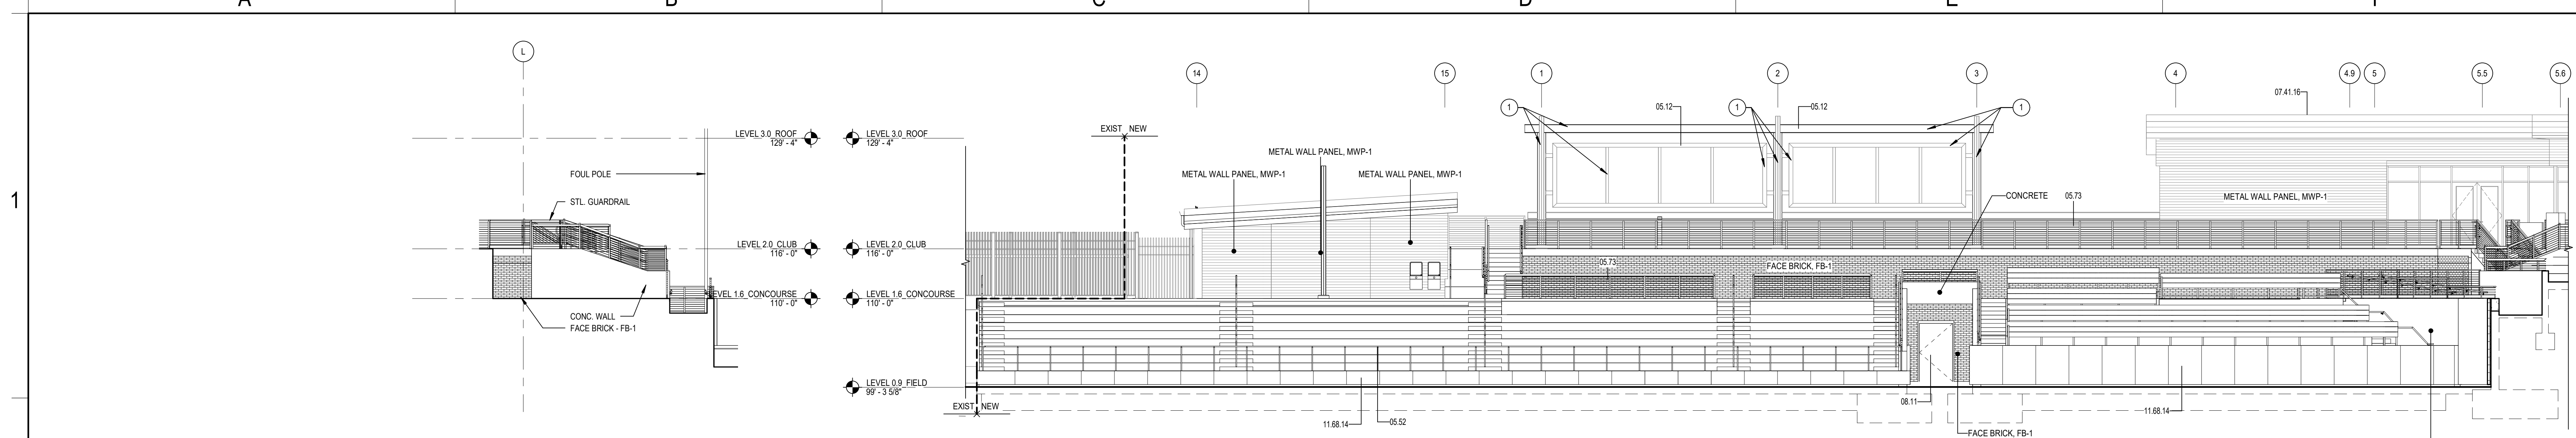 A B C D E F
1
L
14
15
1
2
3
4
4.9
5
5.5
5.6
1
1
1
05.12
05.12
07.41.16
LEVEL 3.0_ROOF
129' - 4"
LEVEL 3.0_ROOF
129' - 4"
EXIST NEW
FOUL POLE
STL. GUARDRAIL
METAL WALL PANEL, MWP-1
METAL WALL PANEL, MWP-1
METAL WALL PANEL, MWP-1
CONCRETE
05.73
METAL WALL PANEL, MWP-1
LEVEL 2.0_CLUB
116' - 0"
LEVEL 2.0_CLUB
116' - 0"
05.73
FACE BRICK, FB-1
LEVEL 1.6_CONCOURSE
110' - 0"
LEVEL 1.6_CONCOURSE
110' - 0"
CONC. WALL
FACE BRICK - FB-1
LEVEL 0.9_FIELD
99' - 3 5/8"
EXIST NEW
11.68.14
05.52
08.11
11.68.14
FACE BRICK, FB-1